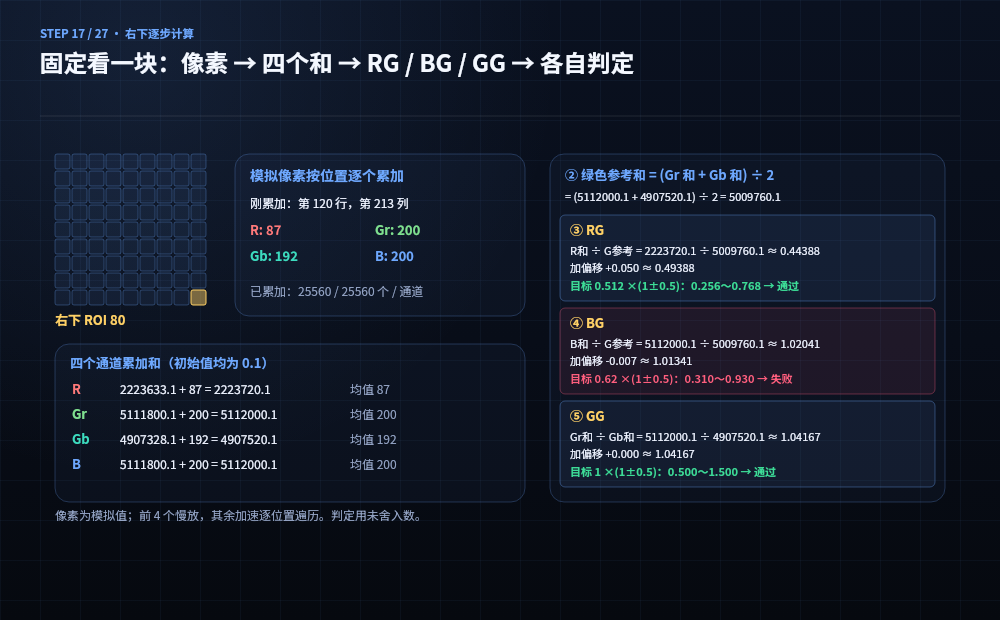 STEP 17 / 27 · 右下逐步计算
固定看一块：像素 → 四个和 → RG / BG / GG → 各自判定
右下 ROI 80
模拟像素按位置逐个累加
刚累加：第 120 行，第 213 列
R: 87 Gr: 200
Gb: 192 B: 200
已累加：25560 / 25560 个 / 通道
四个通道累加和（初始值均为 0.1）
R 2223633.1 + 87 = 2223720.1 均值 87
Gr 5111800.1 + 200 = 5112000.1 均值 200
Gb 4907328.1 + 192 = 4907520.1 均值 192
B 5111800.1 + 200 = 5112000.1 均值 200
② 绿色参考和 = (Gr 和 + Gb 和) ÷ 2
= (5112000.1 + 4907520.1) ÷ 2 = 5009760.1
③ RG
R和 ÷ G参考 = 2223720.1 ÷ 5009760.1 ≈ 0.44388
加偏移 +0.050 ≈ 0.49388
目标 0.512 ×(1±0.5)：0.256～0.768 → 通过
④ BG
B和 ÷ G参考 = 5112000.1 ÷ 5009760.1 ≈ 1.02041
加偏移 -0.007 ≈ 1.01341
目标 0.62 ×(1±0.5)：0.310～0.930 → 失败
⑤ GG
Gr和 ÷ Gb和 = 5112000.1 ÷ 4907520.1 ≈ 1.04167
加偏移 +0.000 ≈ 1.04167
目标 1 ×(1±0.5)：0.500～1.500 → 通过
像素为模拟值；前 4 个慢放，其余加速逐位置遍历。判定用未舍入数。